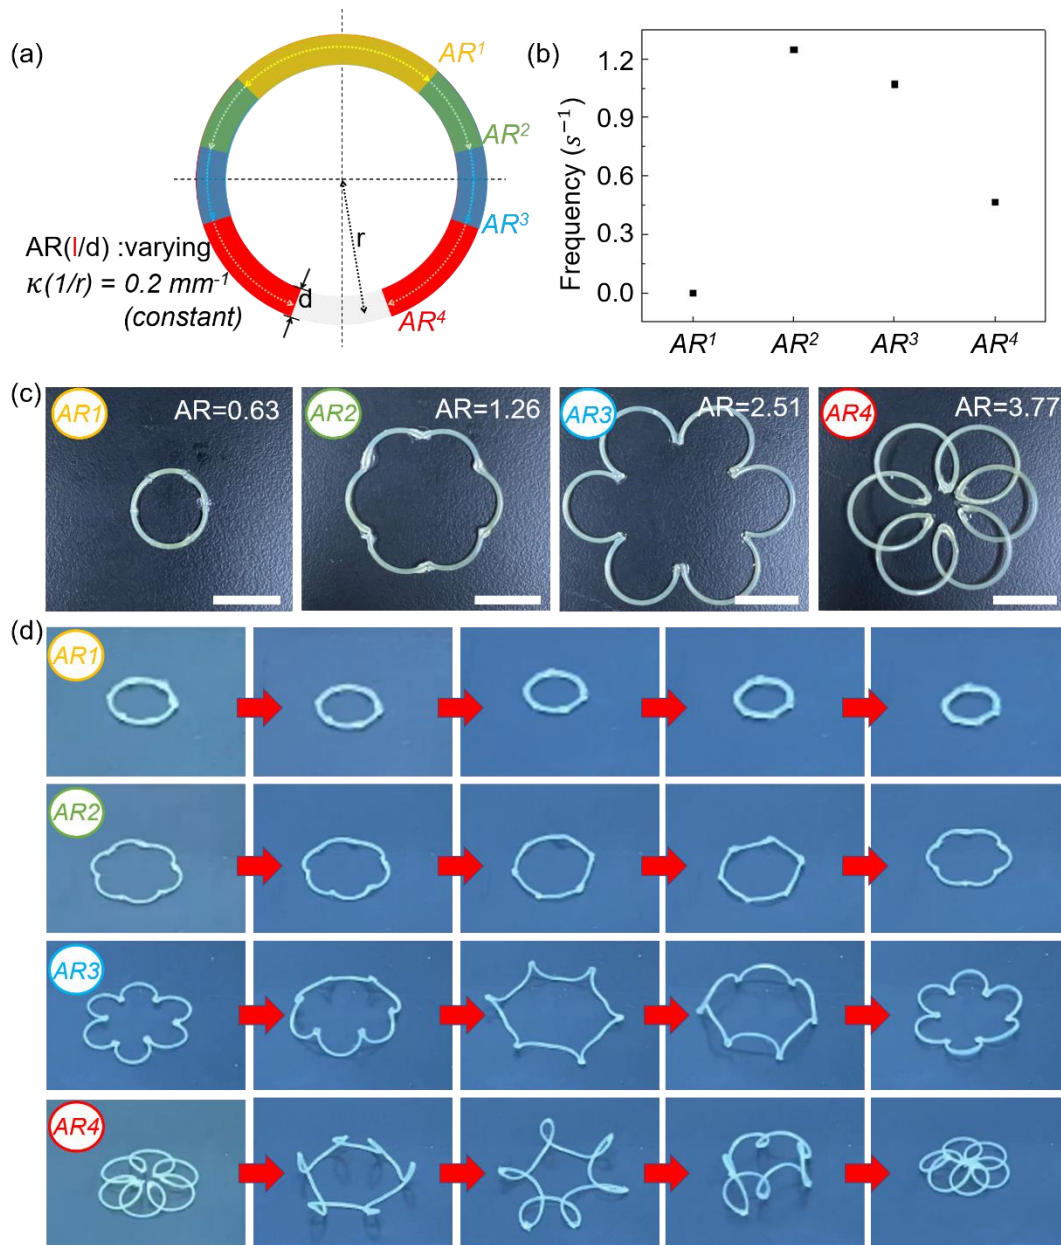 (a)
AR¹
AR²
AR³
AR⁴
r
d
AR(l/d) :varying
κ(1/r) = 0.2 mm⁻¹
(constant)
(b)
Frequency (s⁻¹)
1.2
0.9
0.6
0.3
0.0
AR¹ AR² AR³ AR⁴
(c)
AR1 AR=0.63
AR2 AR=1.26
AR3 AR=2.51
AR4 AR=3.77
(d)
AR1
AR2
AR3
AR4